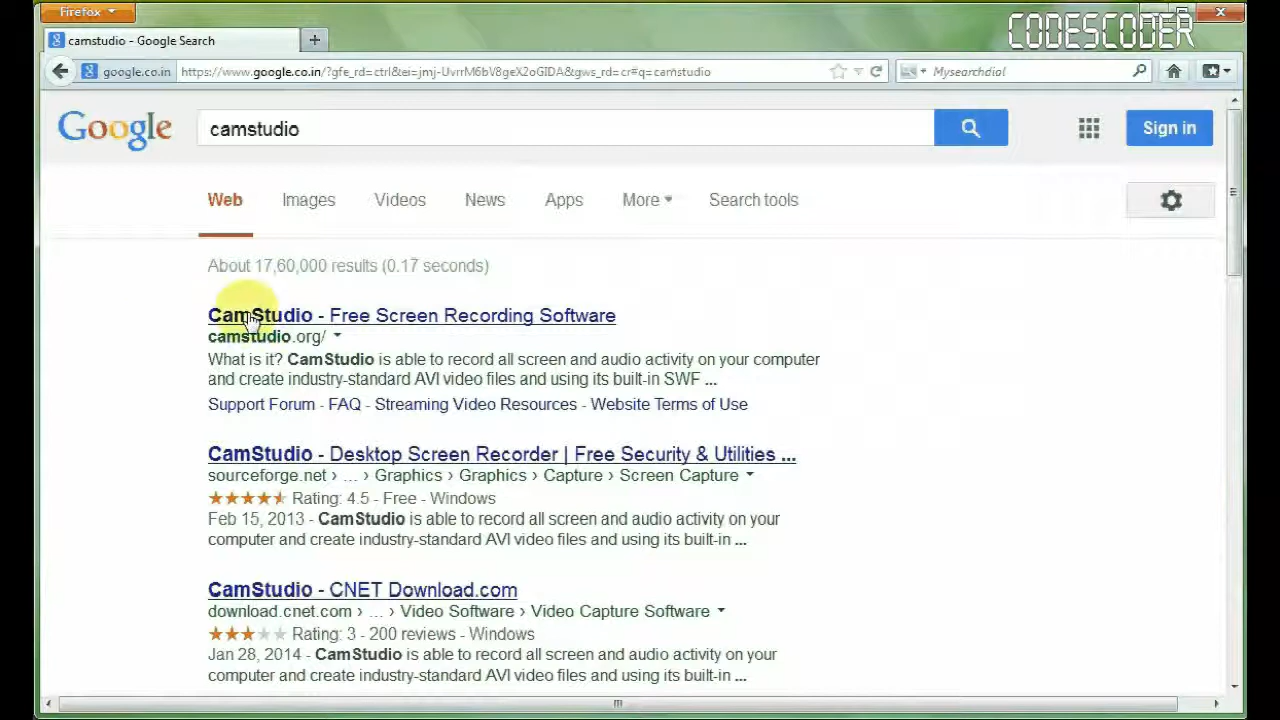 Firefox
CODESCODER
camstudio - Google Search
google.co.in
https://www.google.co.in/?gfe_rd=ctrl&ei=jmj-UvrrM6bV8geX2oGIDA&gws_rd=cr#q=camstudio
Mysearchdial
Google
camstudio
Sign in
Web
Images
Videos
News
Apps
More
Search tools
About 17,60,000 results (0.17 seconds)
CamStudio - Free Screen Recording Software
camstudio.org/
What is it? CamStudio is able to record all screen and audio activity on your computer
and create industry-standard AVI video files and using its built-in SWF ...
Support Forum - FAQ - Streaming Video Resources - Website Terms of Use
CamStudio - Desktop Screen Recorder | Free Security & Utilities ...
sourceforge.net › ... › Graphics › Graphics › Capture › Screen Capture
Rating: 4.5 - Free - Windows
Feb 15, 2013 - CamStudio is able to record all screen and audio activity on your
computer and create industry-standard AVI video files and using its built-in ...
CamStudio - CNET Download.com
download.cnet.com › ... › Video Software › Video Capture Software
Rating: 3 - 200 reviews - Windows
Jan 28, 2014 - CamStudio is able to record all screen and audio activity on your
computer and create industry-standard AVI video files and using its built-in ...